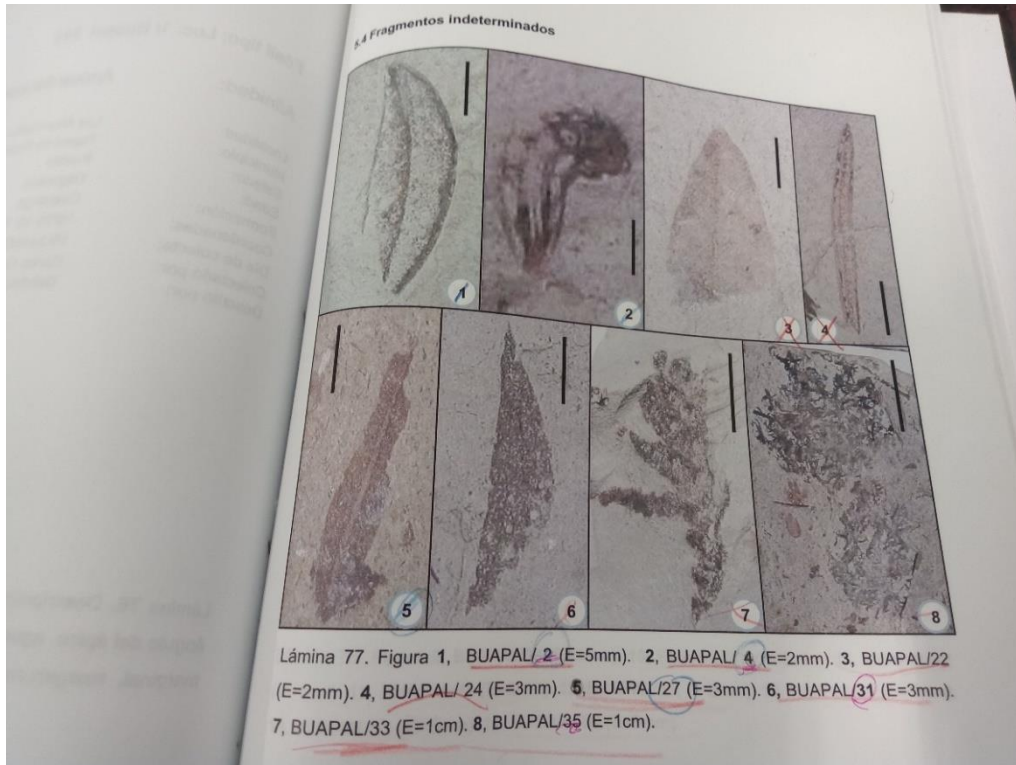 5.4 Fragmentos indeterminados
1
2
3
4
5
6
7
8
Lámina 77. Figura 1, BUAPAL/ 2 (E=5mm). 2, BUAPAL/ 4 (E=2mm). 3, BUAPAL/22
(E=2mm). 4, BUAPAL/ 24 (E=3mm). 5, BUAPAL/27 (E=3mm). 6, BUAPAL/31 (E=3mm).
7, BUAPAL/33 (E=1cm). 8, BUAPAL/35 (E=1cm).